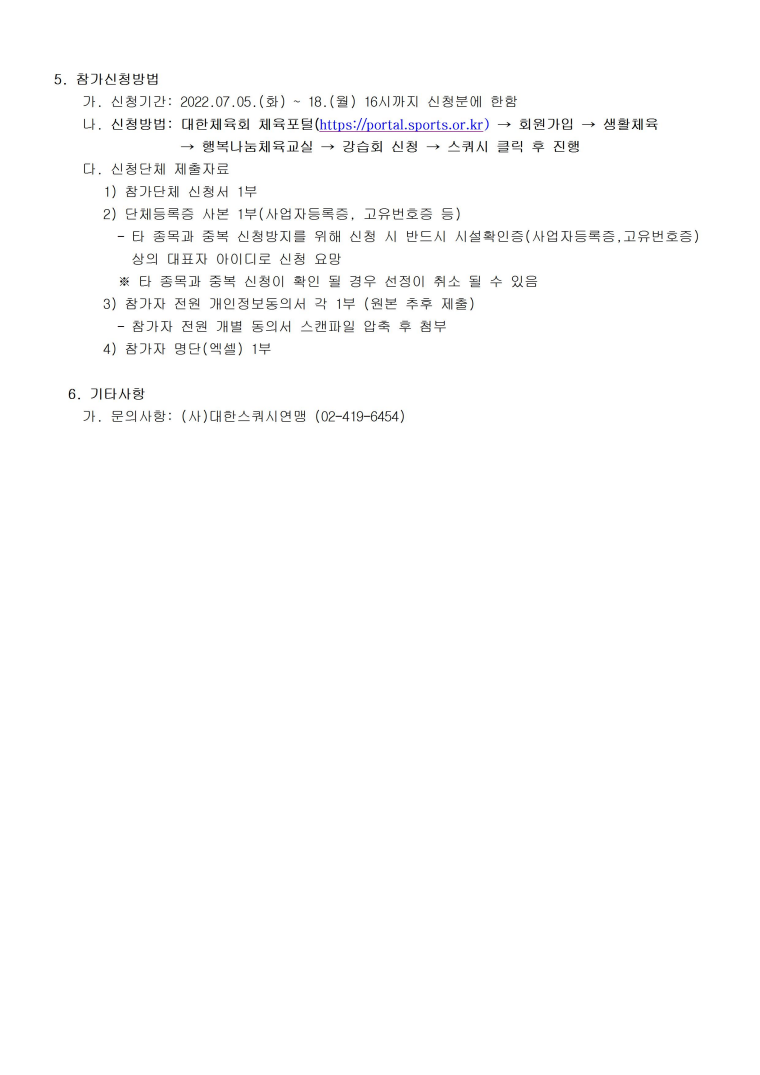 5. 참가신청방법
가. 신청기간: 2022.07.05.(화) ~ 18.(월) 16시까지 신청분에 한함
나. 신청방법: 대한체육회 체육포털(https://portal.sports.or.kr) → 회원가입 → 생활체육
→ 행복나눔체육교실 → 강습회 신청 → 스쿼시 클릭 후 진행
다. 신청단체 제출자료
1) 참가단체 신청서 1부
2) 단체등록증 사본 1부(사업자등록증, 고유번호증 등)
- 타 종목과 중복 신청방지를 위해 신청 시 반드시 시설확인증(사업자등록증,고유번호증)
상의 대표자 아이디로 신청 요망
※ 타 종목과 중복 신청이 확인 될 경우 선정이 취소 될 수 있음
3) 참가자 전원 개인정보동의서 각 1부 (원본 추후 제출)
- 참가자 전원 개별 동의서 스캔파일 압축 후 첨부
4) 참가자 명단(엑셀) 1부
6. 기타사항
가. 문의사항: (사)대한스쿼시연맹 (02-419-6454)